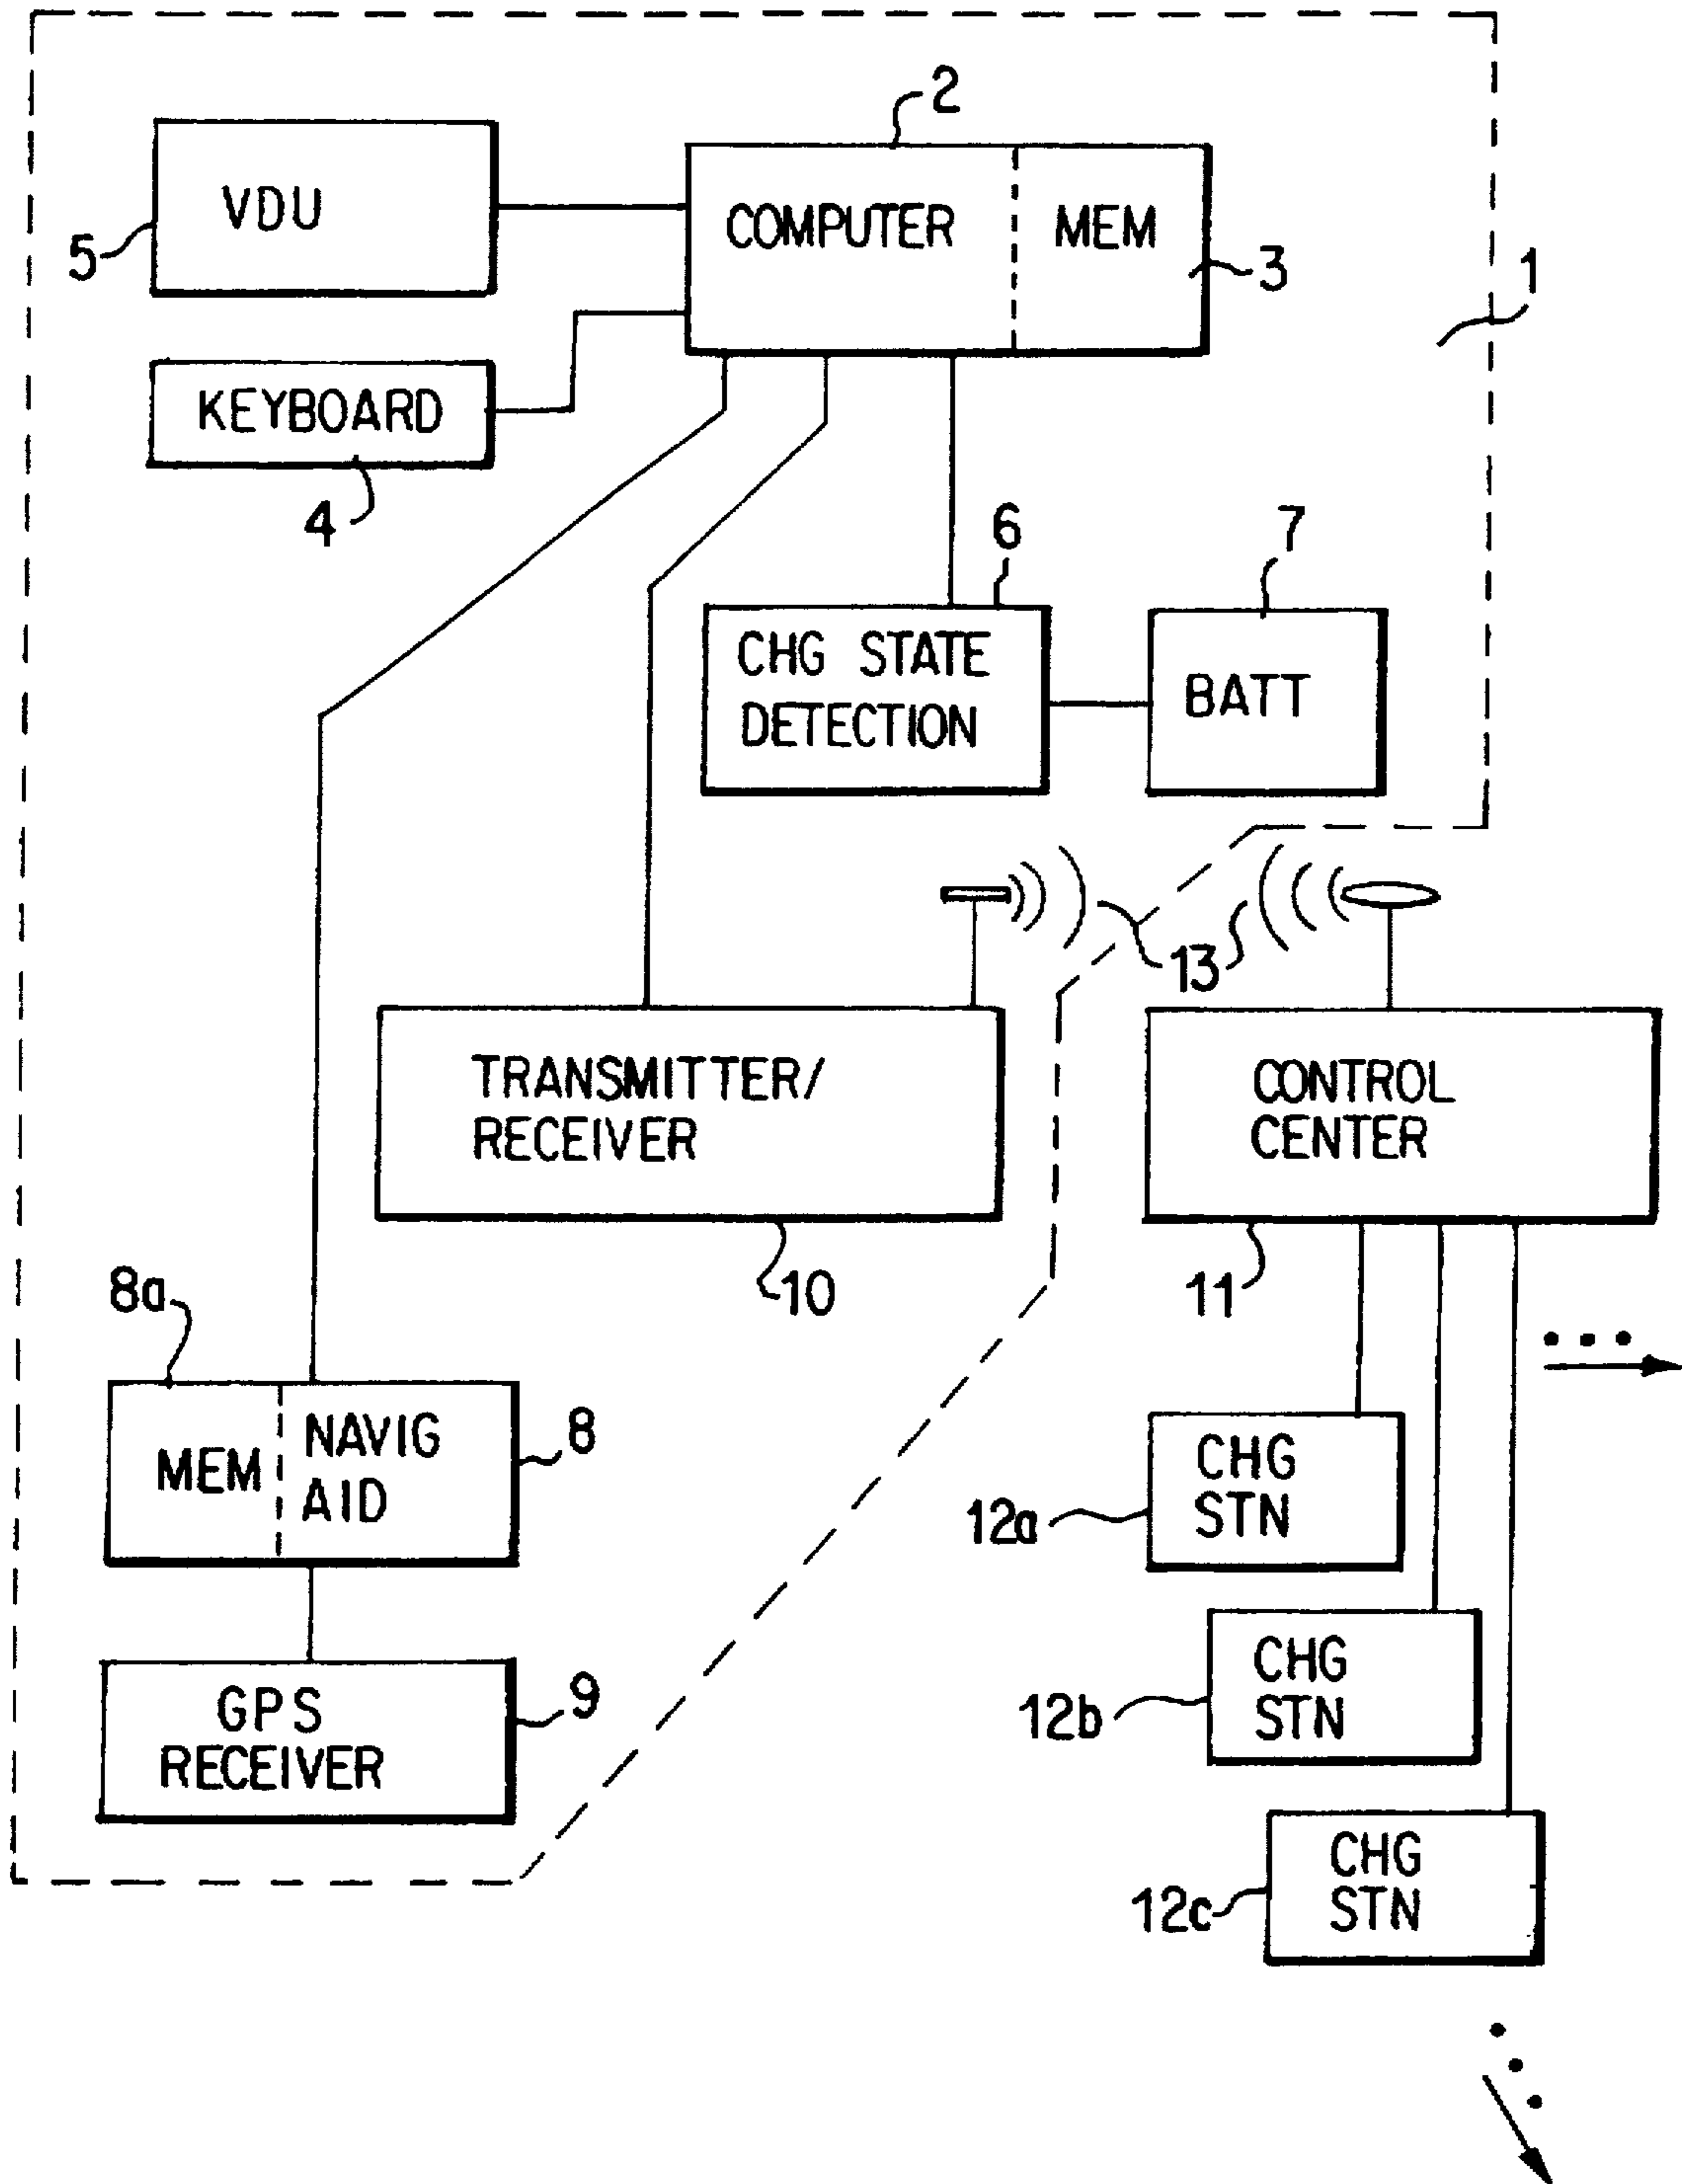 2
VDU
COMPUTER
MEM
5
3
1
KEYBOARD
4
6
7
CHG STATE
DETECTION
BATT
13
TRANSMITTER/
RECEIVER
CONTROL
CENTER
10
11
8a
MEM
NAVIG
AID
8
CHG
STN
12a
CHG
STN
12b
GPS
RECEIVER
9
CHG
STN
12c